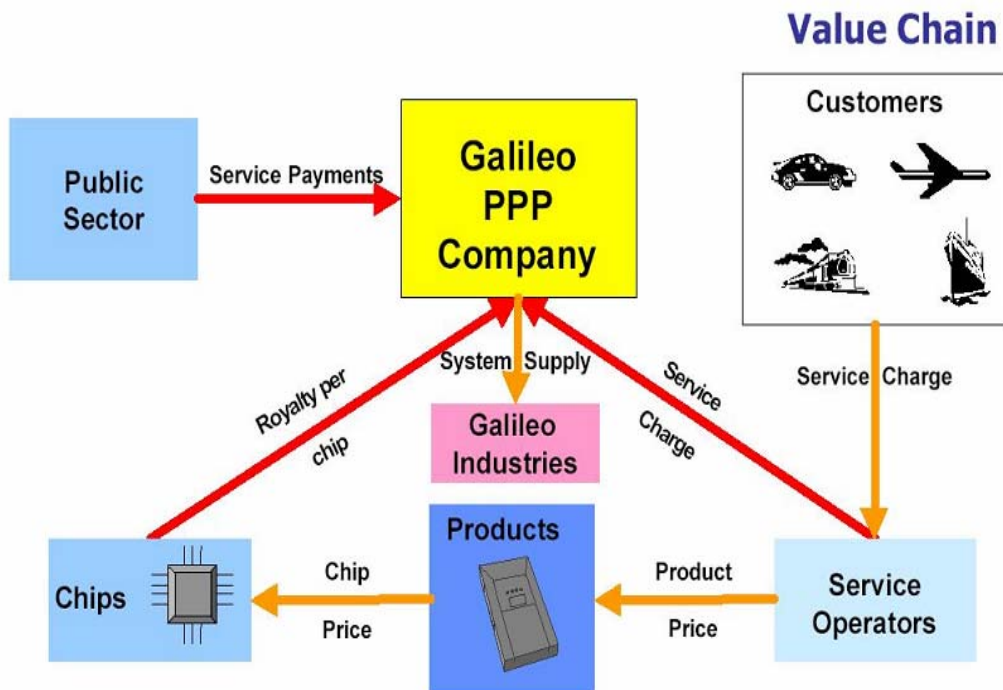 Value Chain
Customers
Public
Sector
Service Payments
Galileo
PPP
Company
Service Charge
System Supply
Royalty per
chip
Service
Charge
Galileo
Industries
Chips
Chip
Price
Products
Product
Price
Service
Operators